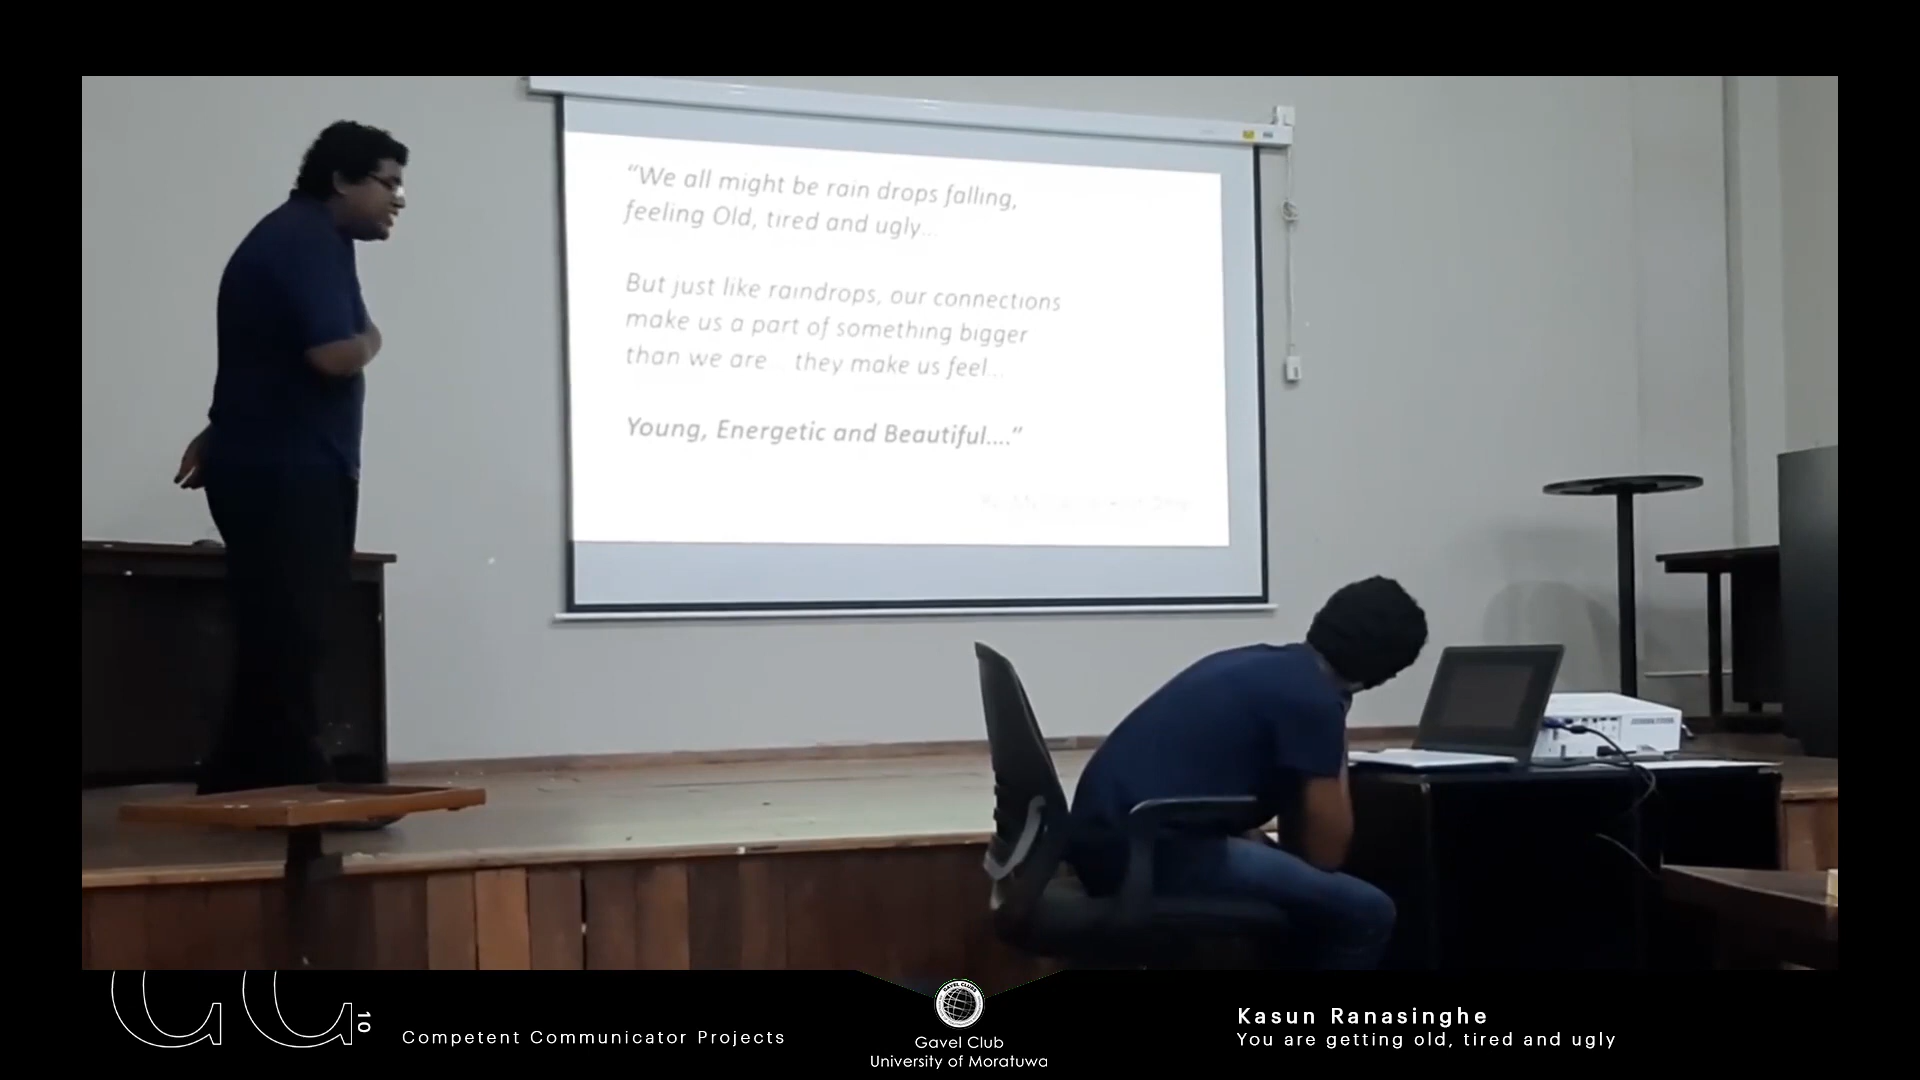 “We all might be rain drops falling,
feeling Old, tired and ugly...
But just like raindrops, our connections
make us a part of something bigger
than we are... they make us feel...
Young, Energetic and Beautiful....”
CC
10
Competent Communicator Projects
GAVEL CLUBS
Gavel Club
University of Moratuwa
Kasun Ranasinghe
You are getting old, tired and ugly